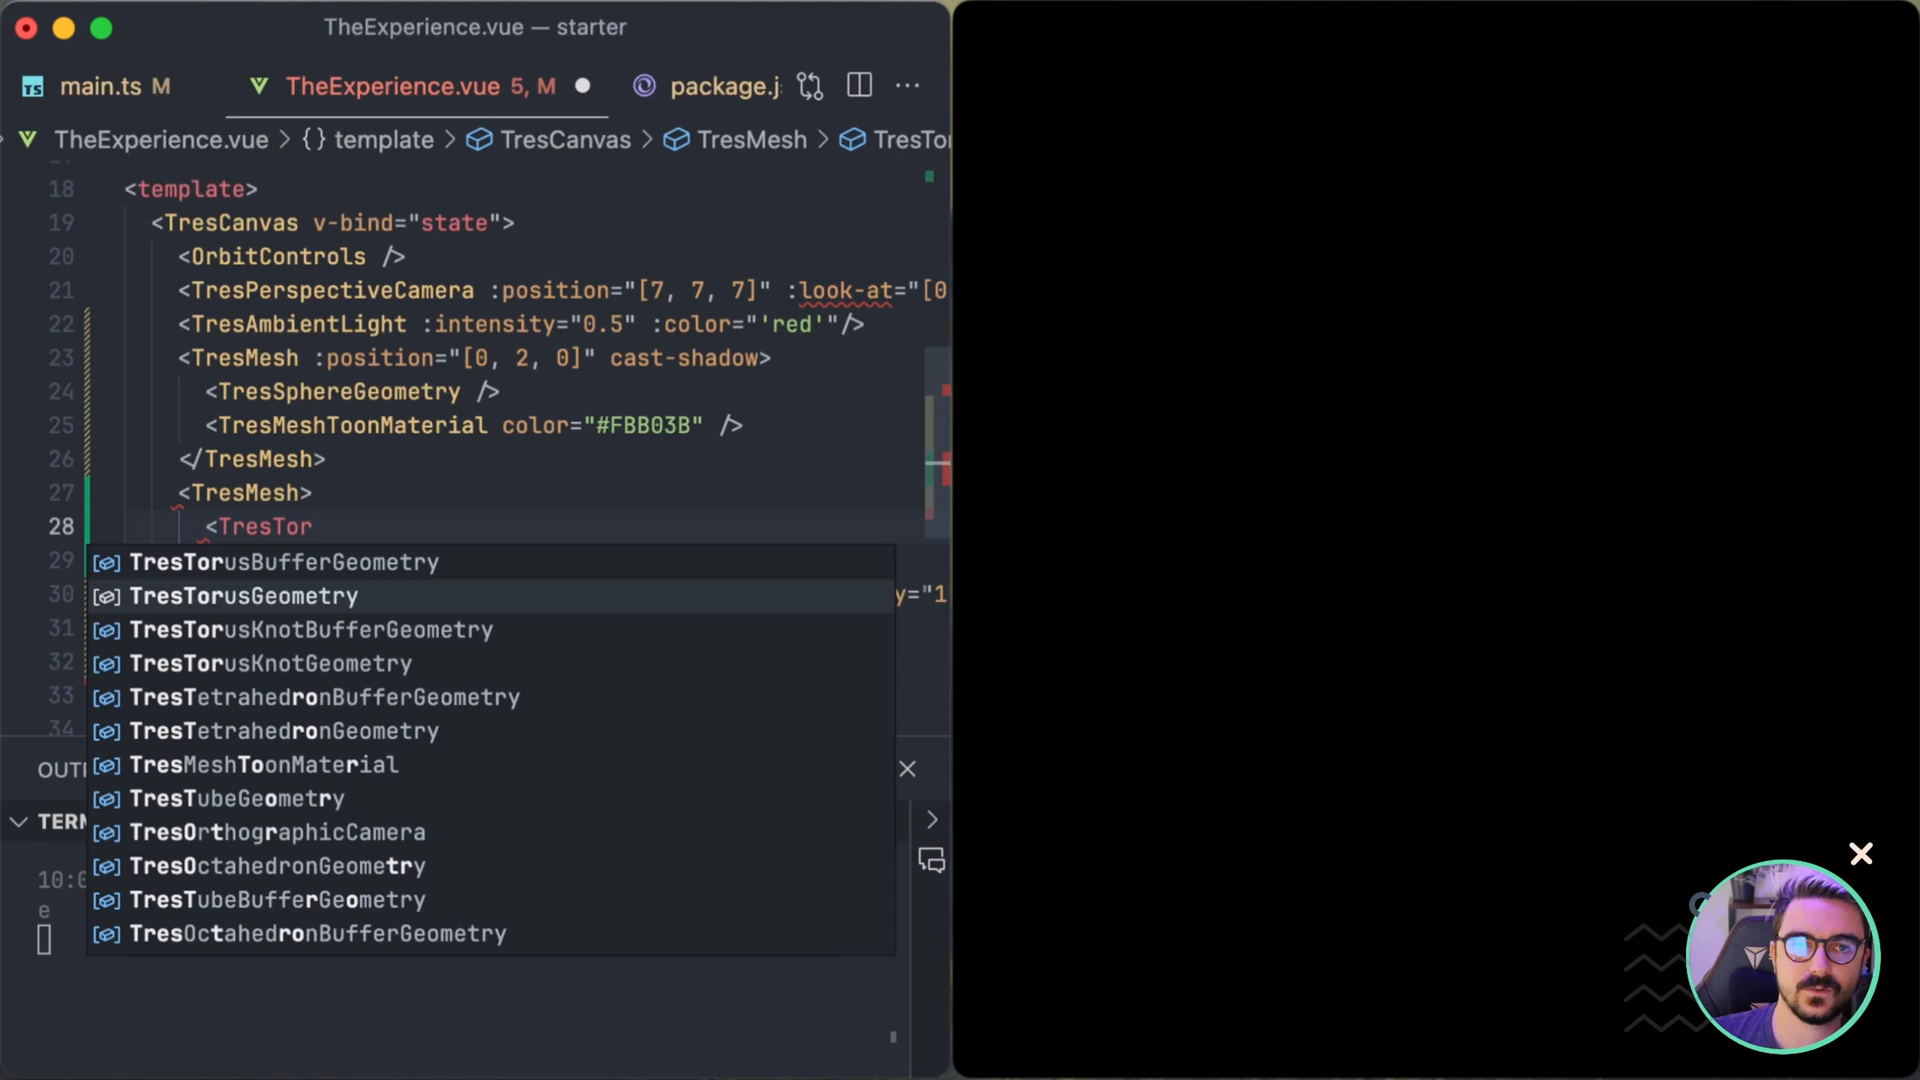 TheExperience.vue — starter
TS main.ts M
TheExperience.vue 5, M
package.j
TheExperience.vue > {} template > TresCanvas > TresMesh > TresTo
18 <template>
19 <TresCanvas v-bind="state">
20 <OrbitControls />
21 <TresPerspectiveCamera :position="[7, 7, 7]" :look-at="[0
22 <TresAmbientLight :intensity="0.5" :color="'red'"/>
23 <TresMesh :position="[0, 2, 0]" cast-shadow>
24 <TresSphereGeometry />
25 <TresMeshToonMaterial color="#FBB03B" />
26 </TresMesh>
27 <TresMesh>
28 <TresTor
29
30 y="1
31
32
33
34
TresTorusBufferGeometry
TresTorusGeometry
TresTorusKnotBufferGeometry
TresTorusKnotGeometry
TresTetrahedronBufferGeometry
TresTetrahedronGeometry
TresMeshToonMaterial
TresTubeGeometry
TresOrthographicCamera
TresOctahedronGeometry
TresTubeBufferGeometry
TresOctahedronBufferGeometry
OUT
TERM
10:0
e